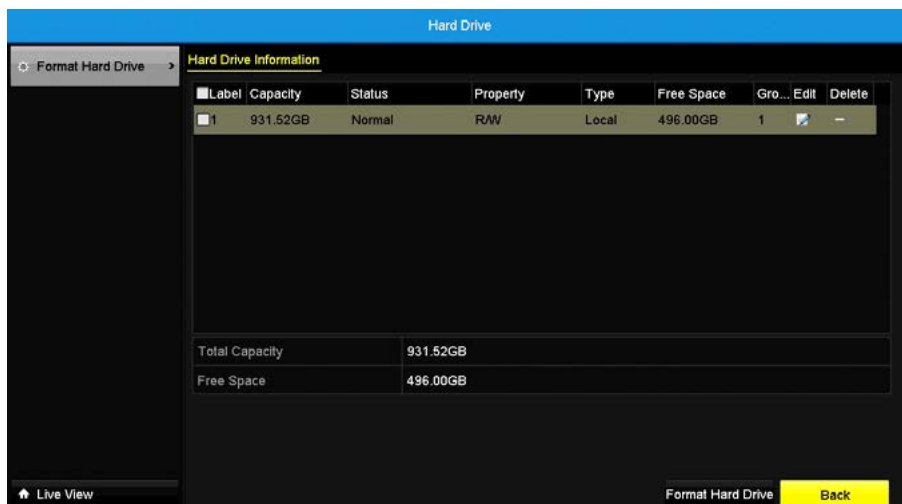 Hard Drive
Format Hard Drive >
Hard Drive Information
Label Capacity Status Property Type Free Space Gro... Edit Delete
1 931.52GB Normal R/W Local 496.00GB 1 –
Total Capacity 931.52GB
Free Space 496.00GB
Live View
Format Hard Drive Back